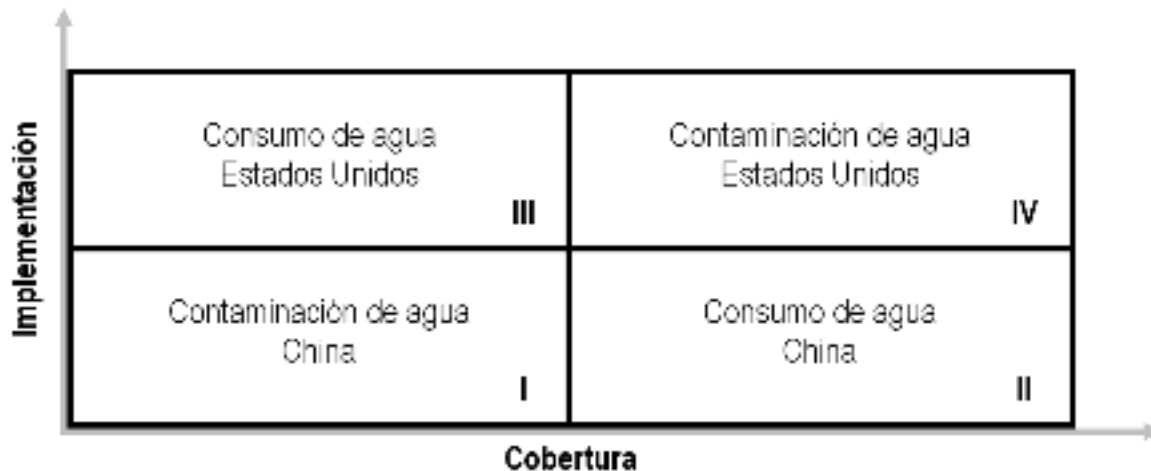 Implementación
Consumo de agua
Estados Unidos
III
Contaminación de agua
Estados Unidos
IV
Contaminación de agua
China
I
Consumo de agua
China
II
Cobertura